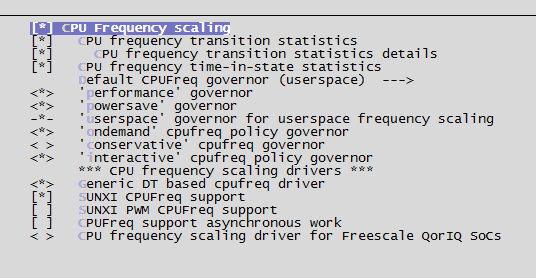 [*] CPU Frequency scaling
[*]   CPU frequency transition statistics
[*]     CPU frequency transition statistics details
[*]   CPU frequency time-in-state statistics
      Default CPUFreq governor (userspace)  --->
<*>   'performance' governor
<*>   'powersave' governor
-*-   'userspace' governor for userspace frequency scaling
<*>   'ondemand' cpufreq policy governor
< >   'conservative' cpufreq governor
<*>   'interactive' cpufreq policy governor
      *** CPU frequency scaling drivers ***
<*>   Generic DT based cpufreq driver
[*]   SUNXI CPUFreq support
[ ]   SUNXI PWM CPUFreq support
[ ]   CPUFreq support asynchronous work
< >   CPU frequency scaling driver for Freescale QorIQ SoCs